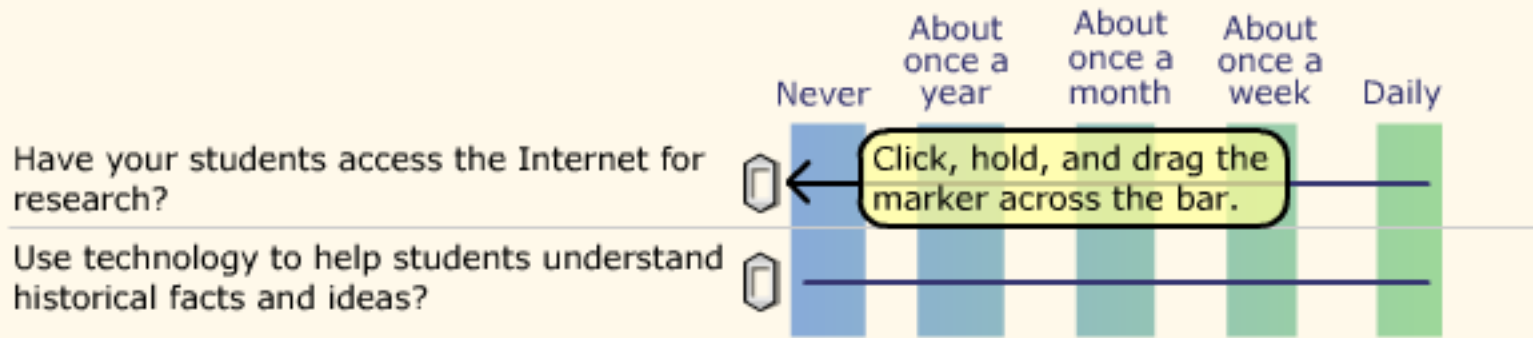 Never
About
once a
year
About
once a
month
About
once a
week
Daily
Have your students access the Internet for
research?
Click, hold, and drag the
marker across the bar.
Use technology to help students understand
historical facts and ideas?